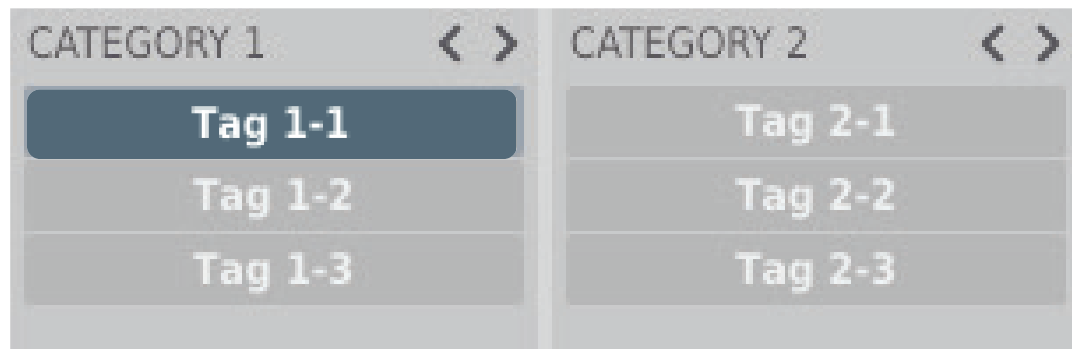 CATEGORY 1 < >
Tag 1-1
Tag 1-2
Tag 1-3
CATEGORY 2 < >
Tag 2-1
Tag 2-2
Tag 2-3